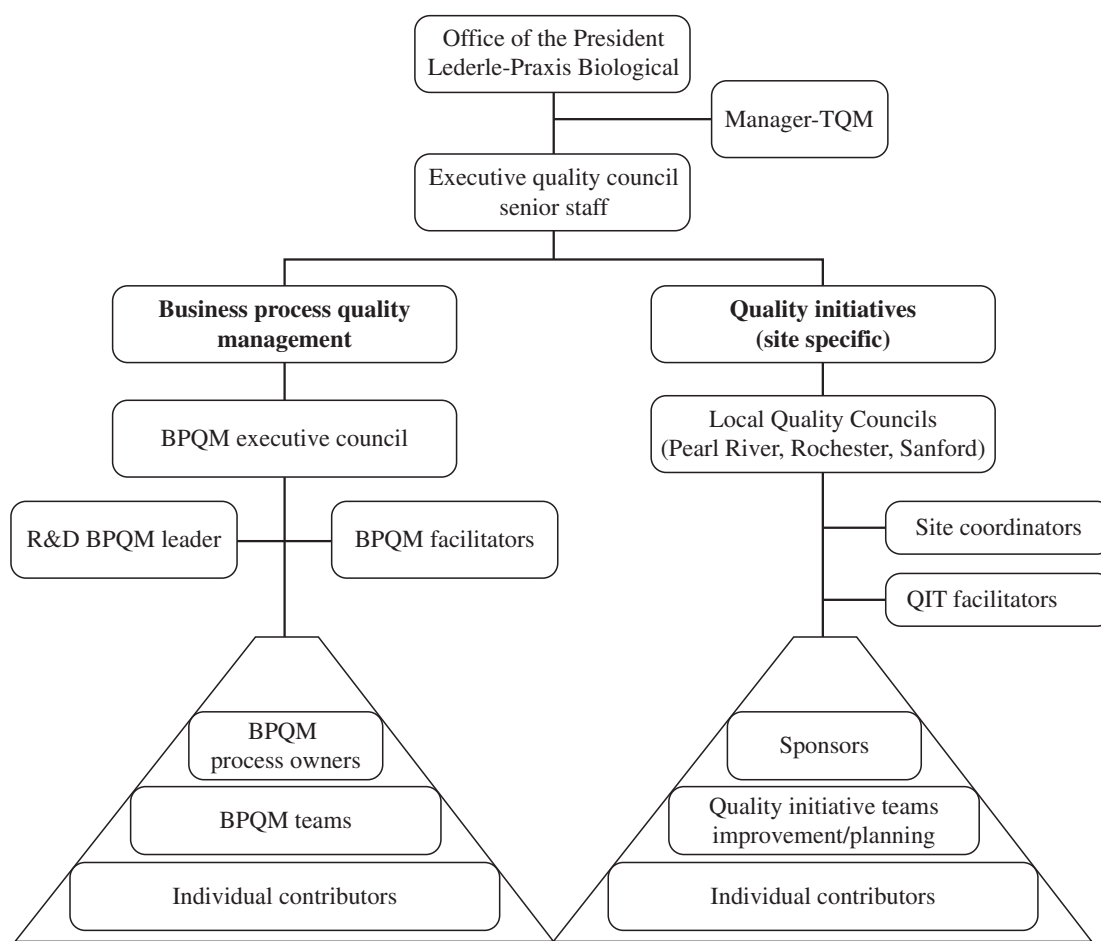 Office of the President
Lederle-Praxis Biological
Manager-TQM
Executive quality council
senior staff
Business process quality
management
Quality initiatives
(site specific)
BPQM executive council
Local Quality Councils
(Pearl River, Rochester, Sanford)
R&D BPQM leader
BPQM facilitators
Site coordinators
QIT facilitators
BPQM
process owners
Sponsors
BPQM teams
Quality initiative teams
improvement/planning
Individual contributors
Individual contributors